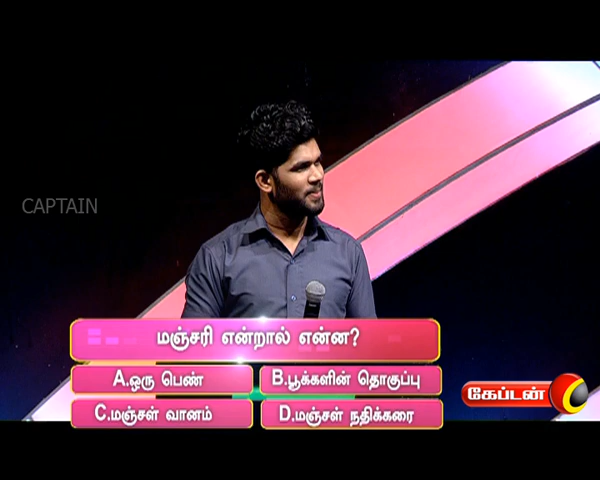 CAPTAIN
மஞ்சரி என்றால் என்ன?
A.ஒரு பெண்
B.பூக்களின் தொகுப்பு
C.மஞ்சள் வானம்
D.மஞ்சள் நதிக்கரை
கேப்டன்